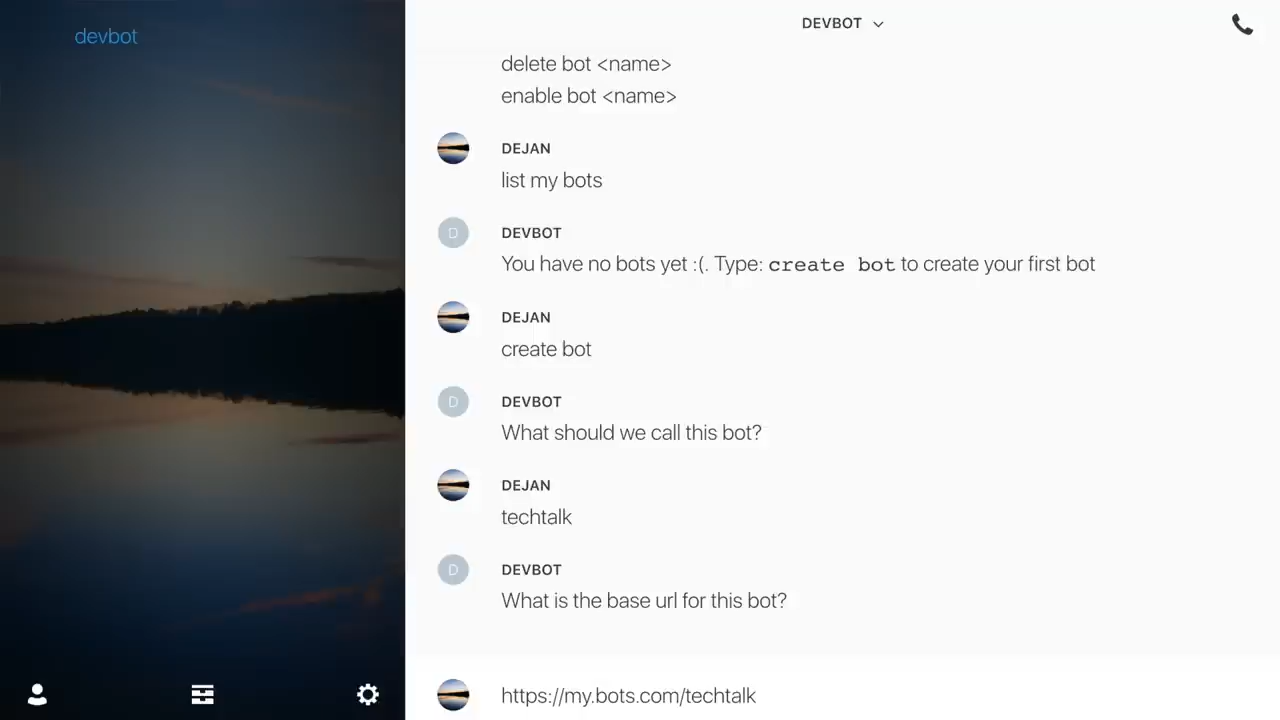 devbot
DEVBOT
delete bot <name>
enable bot <name>
DEJAN
list my bots
D
DEVBOT
You have no bots yet :(. Type: create bot to create your first bot
DEJAN
create bot
D
DEVBOT
What should we call this bot?
DEJAN
techtalk
D
DEVBOT
What is the base url for this bot?
https://my.bots.com/techtalk